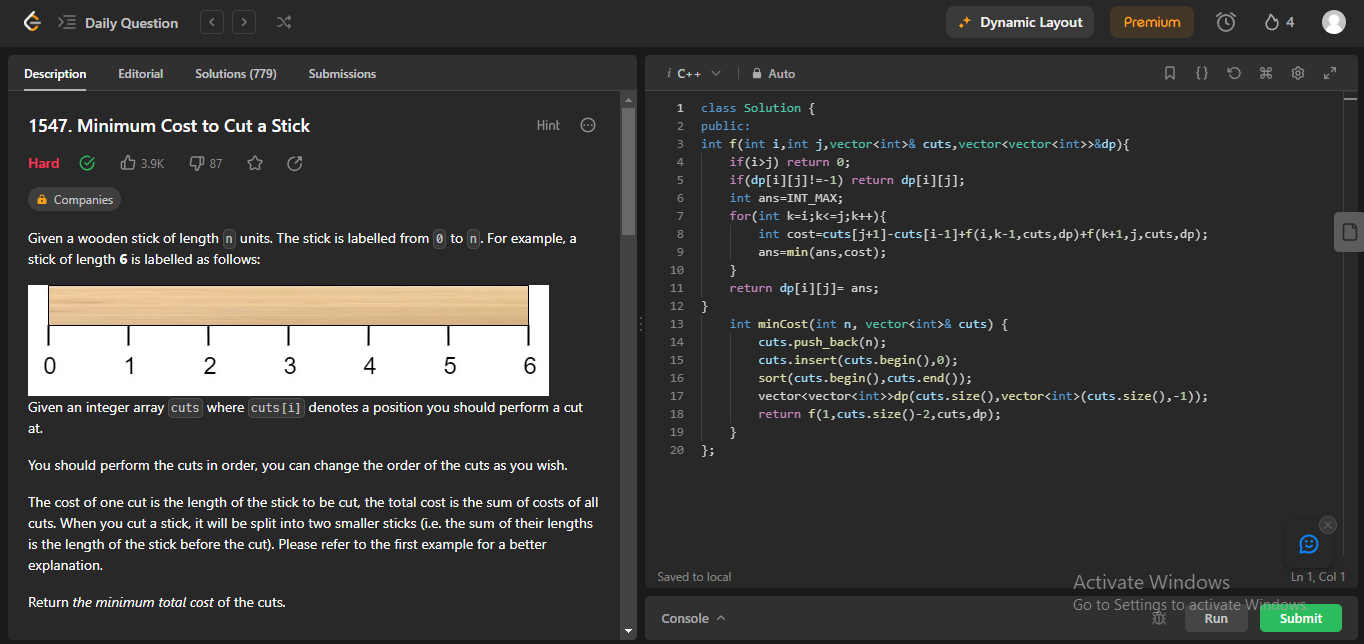 Daily Question
Dynamic Layout
Premium
4
Description
Editorial
Solutions (779)
Submissions
1547. Minimum Cost to Cut a Stick
Hint
Hard
3.9K
87
Companies
Given a wooden stick of length n units. The stick is labelled from 0 to n. For example, a
stick of length 6 is labelled as follows:
0 1 2 3 4 5 6
Given an integer array cuts where cuts[i] denotes a position you should perform a cut
at.
You should perform the cuts in order, you can change the order of the cuts as you wish.
The cost of one cut is the length of the stick to be cut, the total cost is the sum of costs of all
cuts. When you cut a stick, it will be split into two smaller sticks (i.e. the sum of their lengths
is the length of the stick before the cut). Please refer to the first example for a better
explanation.
Return the minimum total cost of the cuts.
i C++
Auto
1 class Solution {
2 public:
3 int f(int i,int j,vector<int>& cuts,vector<vector<int>>&dp){
4     if(i>j) return 0;
5     if(dp[i][j]!=-1) return dp[i][j];
6     int ans=INT_MAX;
7     for(int k=i;k<=j;k++){
8         int cost=cuts[j+1]-cuts[i-1]+f(i,k-1,cuts,dp)+f(k+1,j,cuts,dp);
9         ans=min(ans,cost);
10     }
11     return dp[i][j]= ans;
12 }
13     int minCost(int n, vector<int>& cuts) {
14         cuts.push_back(n);
15         cuts.insert(cuts.begin(),0);
16         sort(cuts.begin(),cuts.end());
17         vector<vector<int>>dp(cuts.size(),vector<int>(cuts.size(),-1));
18         return f(1,cuts.size()-2,cuts,dp);
19     }
20 };
Saved to local
Ln 1, Col 1
Activate Windows
Go to Settings to activate Windows.
Console
Run
Submit